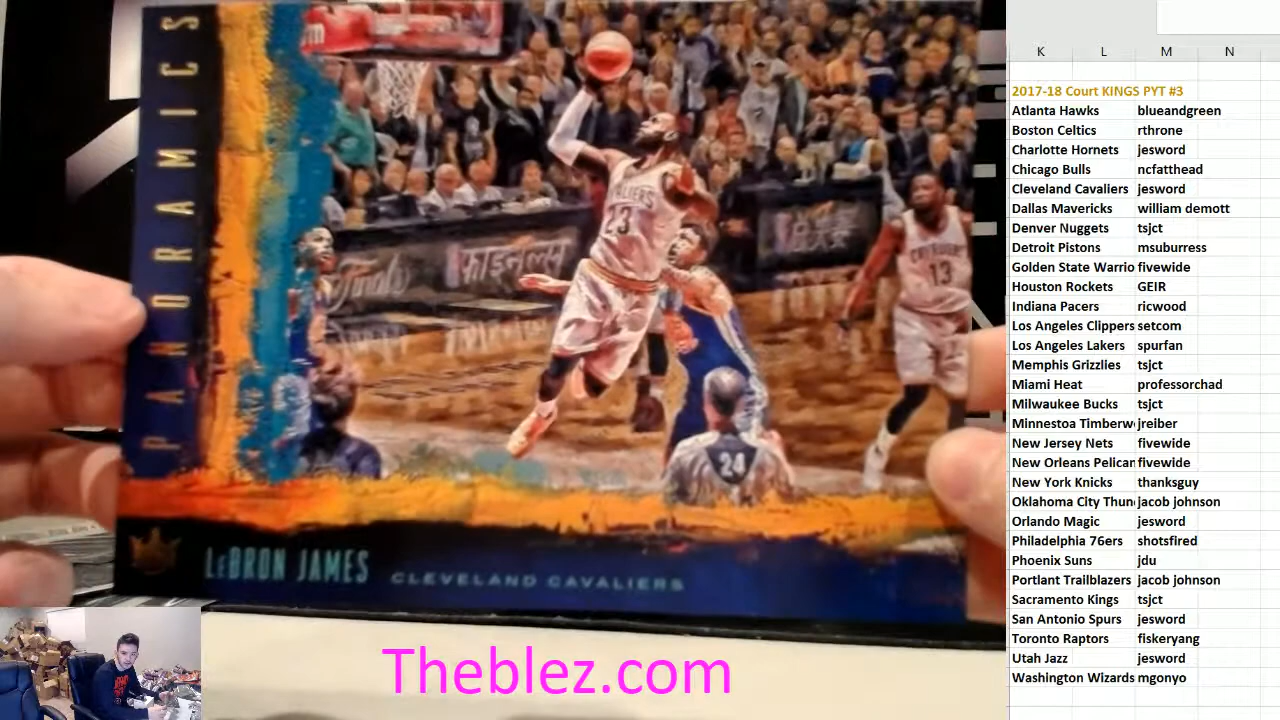 PANORAMICS
Finals
फाइनल्स
CAVALIERS
23
CAVALIERS
13
24
LEBRON JAMES CLEVELAND CAVALIERS
Theblez.com
K L M N
2017-18 Court KINGS PYT #3
Atlanta Hawks blueandgreen
Boston Celtics rthrone
Charlotte Hornets jesword
Chicago Bulls ncfatthead
Cleveland Cavaliers jesword
Dallas Mavericks william demott
Denver Nuggets tsjct
Detroit Pistons msuburress
Golden State Warrio fivewide
Houston Rockets GEIR
Indiana Pacers ricwood
Los Angeles Clippers setcom
Los Angeles Lakers spurfan
Memphis Grizzlies tsjct
Miami Heat professorchad
Milwaukee Bucks tsjct
Minnestoa Timberw jreiber
New Jersey Nets fivewide
New Orleans Pelican fivewide
New York Knicks thanksguy
Oklahoma City Thun jacob johnson
Orlando Magic jesword
Philadelphia 76ers shotsfired
Phoenix Suns jdu
Portlant Trailblazers jacob johnson
Sacramento Kings tsjct
San Antonio Spurs jesword
Toronto Raptors fiskeryang
Utah Jazz jesword
Washington Wizards mgonyo